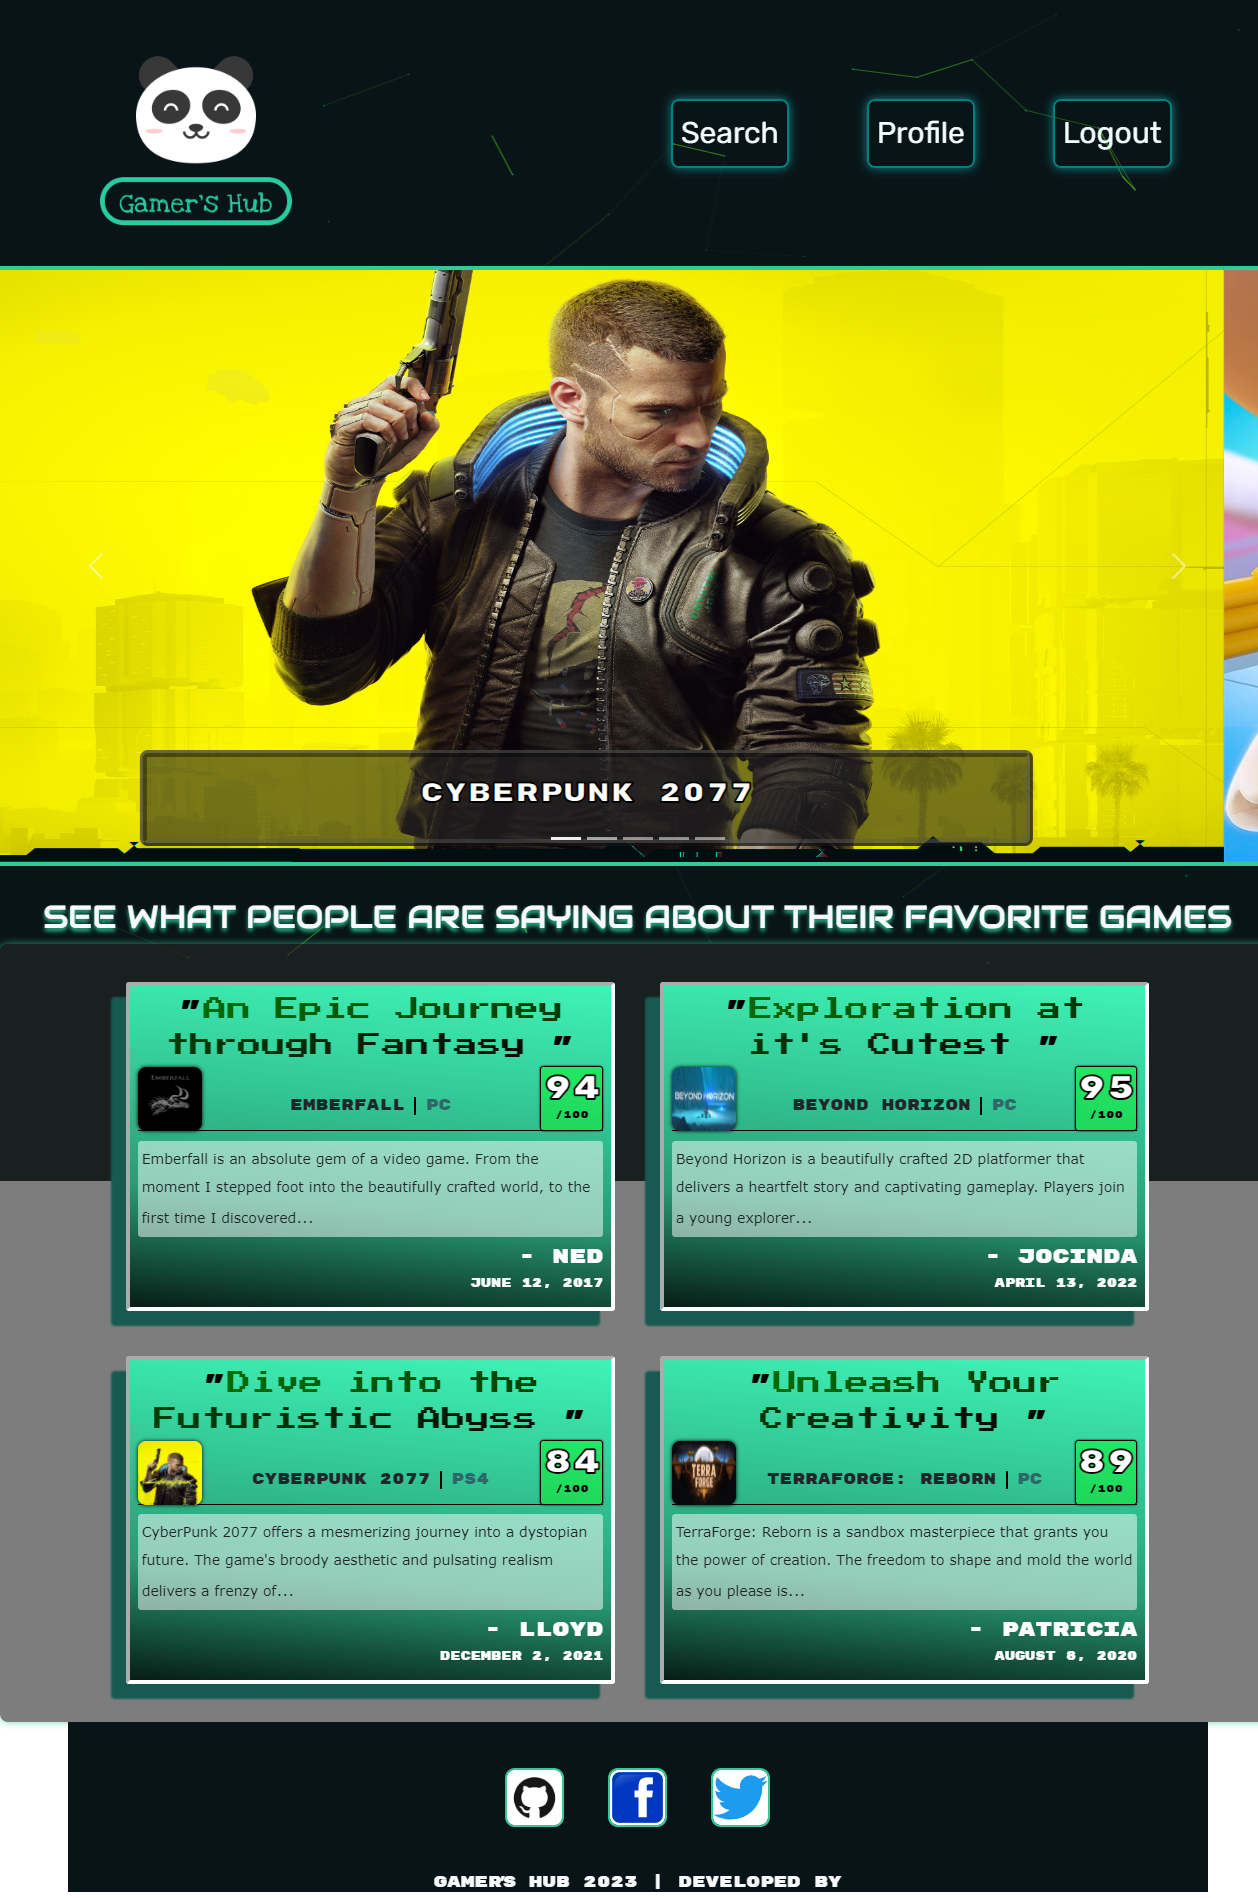 Gamer's Hub
Search
Profile
Logout
CYBERPUNK 2077
SEE WHAT PEOPLE ARE SAYING ABOUT THEIR FAVORITE GAMES
"An Epic Journey
through Fantasy "
EMBERFALL
EMBERFALL | PC
94
/100
Emberfall is an absolute gem of a video game. From the
moment I stepped foot into the beautifully crafted world, to the
first time I discovered...
- NED
JUNE 12, 2017
"Exploration at
it's Cutest "
BEYOND HORIZON
BEYOND HORIZON | PC
95
/100
Beyond Horizon is a beautifully crafted 2D platformer that
delivers a heartfelt story and captivating gameplay. Players join
a young explorer...
- JOCINDA
APRIL 13, 2022
"Dive into the
Futuristic Abyss "
CYBERPUNK 2077 | PS4
84
/100
CyberPunk 2077 offers a mesmerizing journey into a dystopian
future. The game's broody aesthetic and pulsating realism
delivers a frenzy of...
- LLOYD
DECEMBER 2, 2021
"Unleash Your
Creativity "
TERRA
FORGE
TERRAFORGE: REBORN | PC
89
/100
TerraForge: Reborn is a sandbox masterpiece that grants you
the power of creation. The freedom to shape and mold the world
as you please is...
- PATRICIA
AUGUST 8, 2020
GAMER'S HUB 2023 | DEVELOPED BY